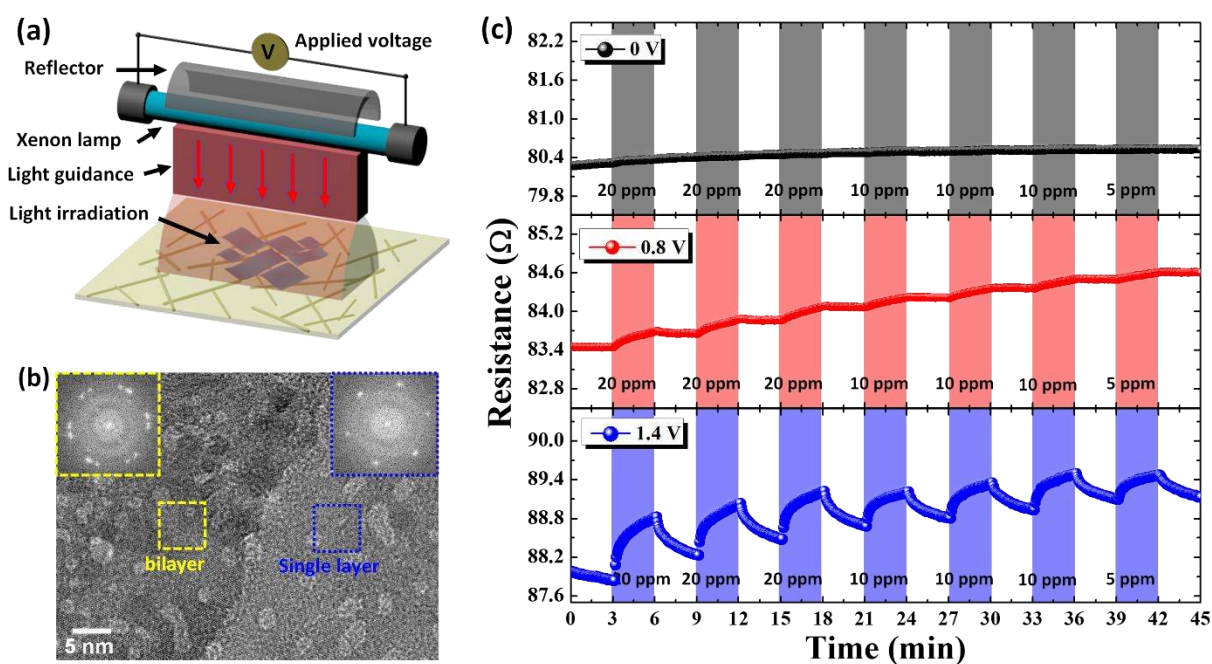 (a)
V
Applied voltage
Reflector
Xenon lamp
Light guidance
Light irradiation
(b)
bilayer
Single layer
5 nm
(c)
Resistance (Ω)
82.2
81.6
81.0
80.4
79.8
0 V
20 ppm 20 ppm 20 ppm 10 ppm 10 ppm 10 ppm 5 ppm
85.2
84.6
84.0
83.4
82.8
0.8 V
20 ppm 20 ppm 20 ppm 10 ppm 10 ppm 10 ppm 5 ppm
90.0
89.4
88.8
88.2
87.6
1.4 V
20 ppm 20 ppm 20 ppm 10 ppm 10 ppm 10 ppm 5 ppm
0 3 6 9 12 15 18 21 24 27 30 33 36 39 42 45
Time (min)